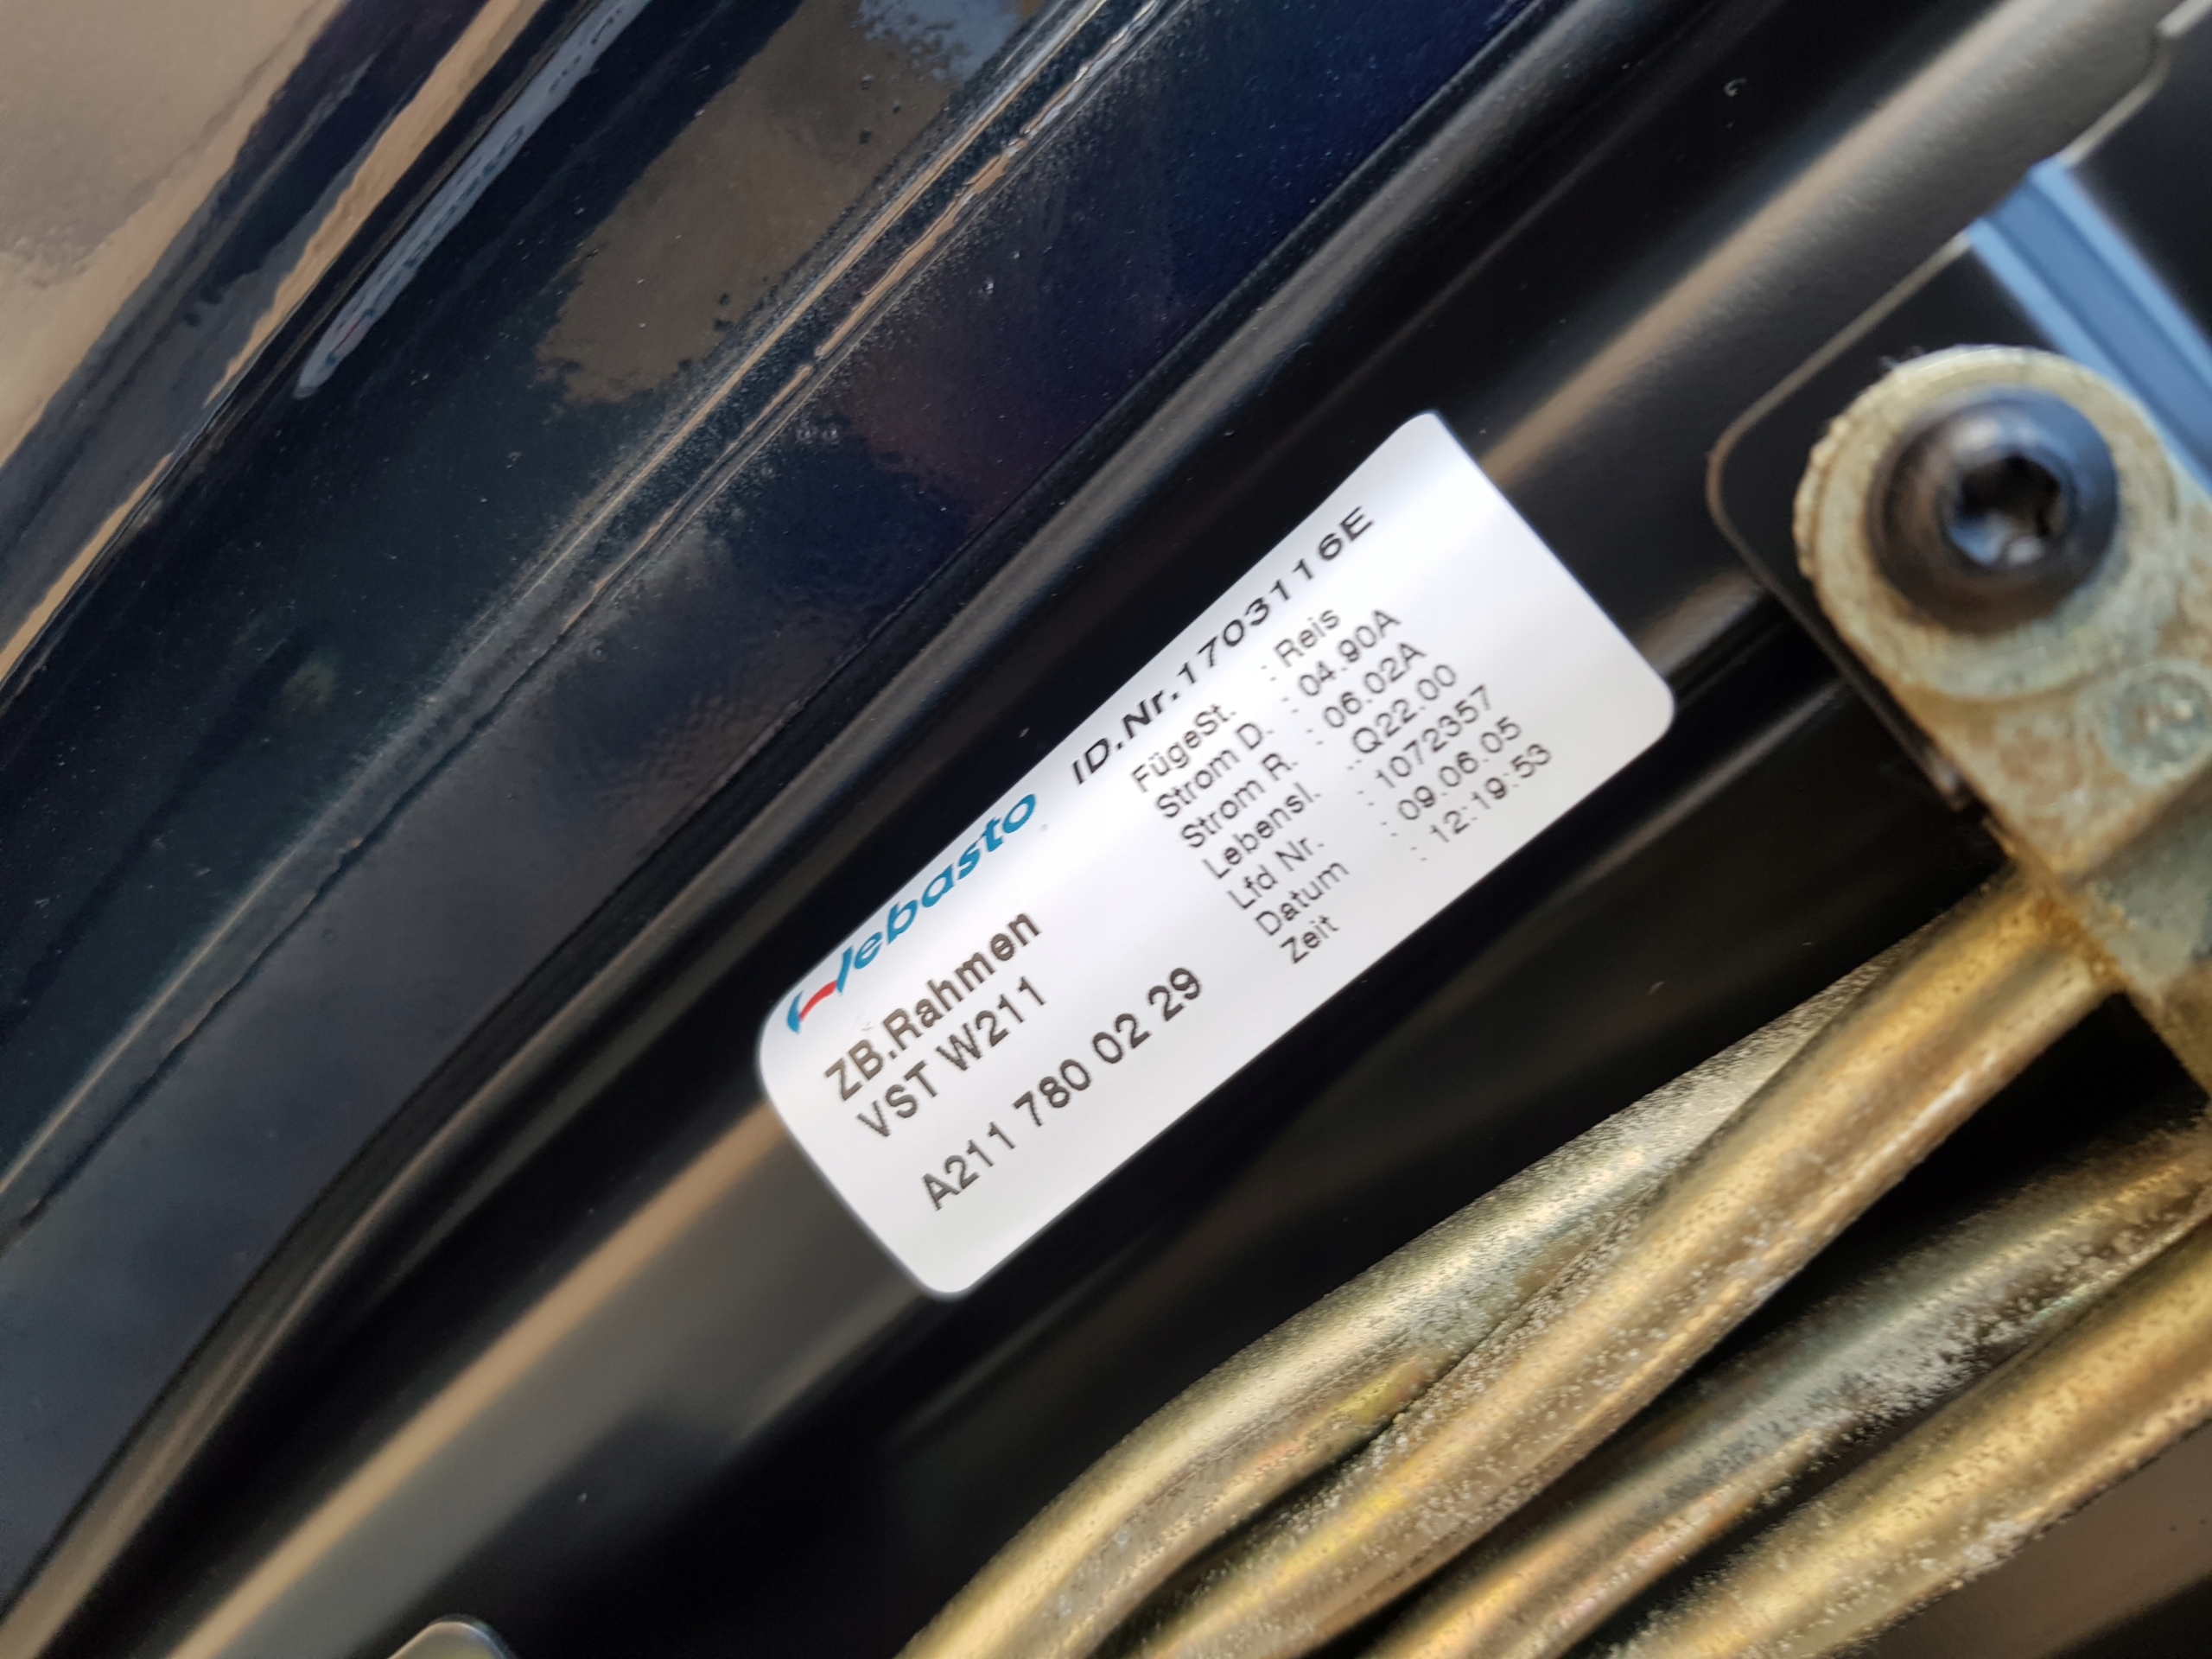 Webasto ID.Nr.1703116E
ZB.Rahmen
VST W211
A211 780 02 29
FügeSt. : Reis
Strom D. : 04.90A
Strom R. : 06.02A
Lebensl. : Q22.00
Lfd Nr. : 1072357
Datum : 09.06.05
Zeit : 12:19:53